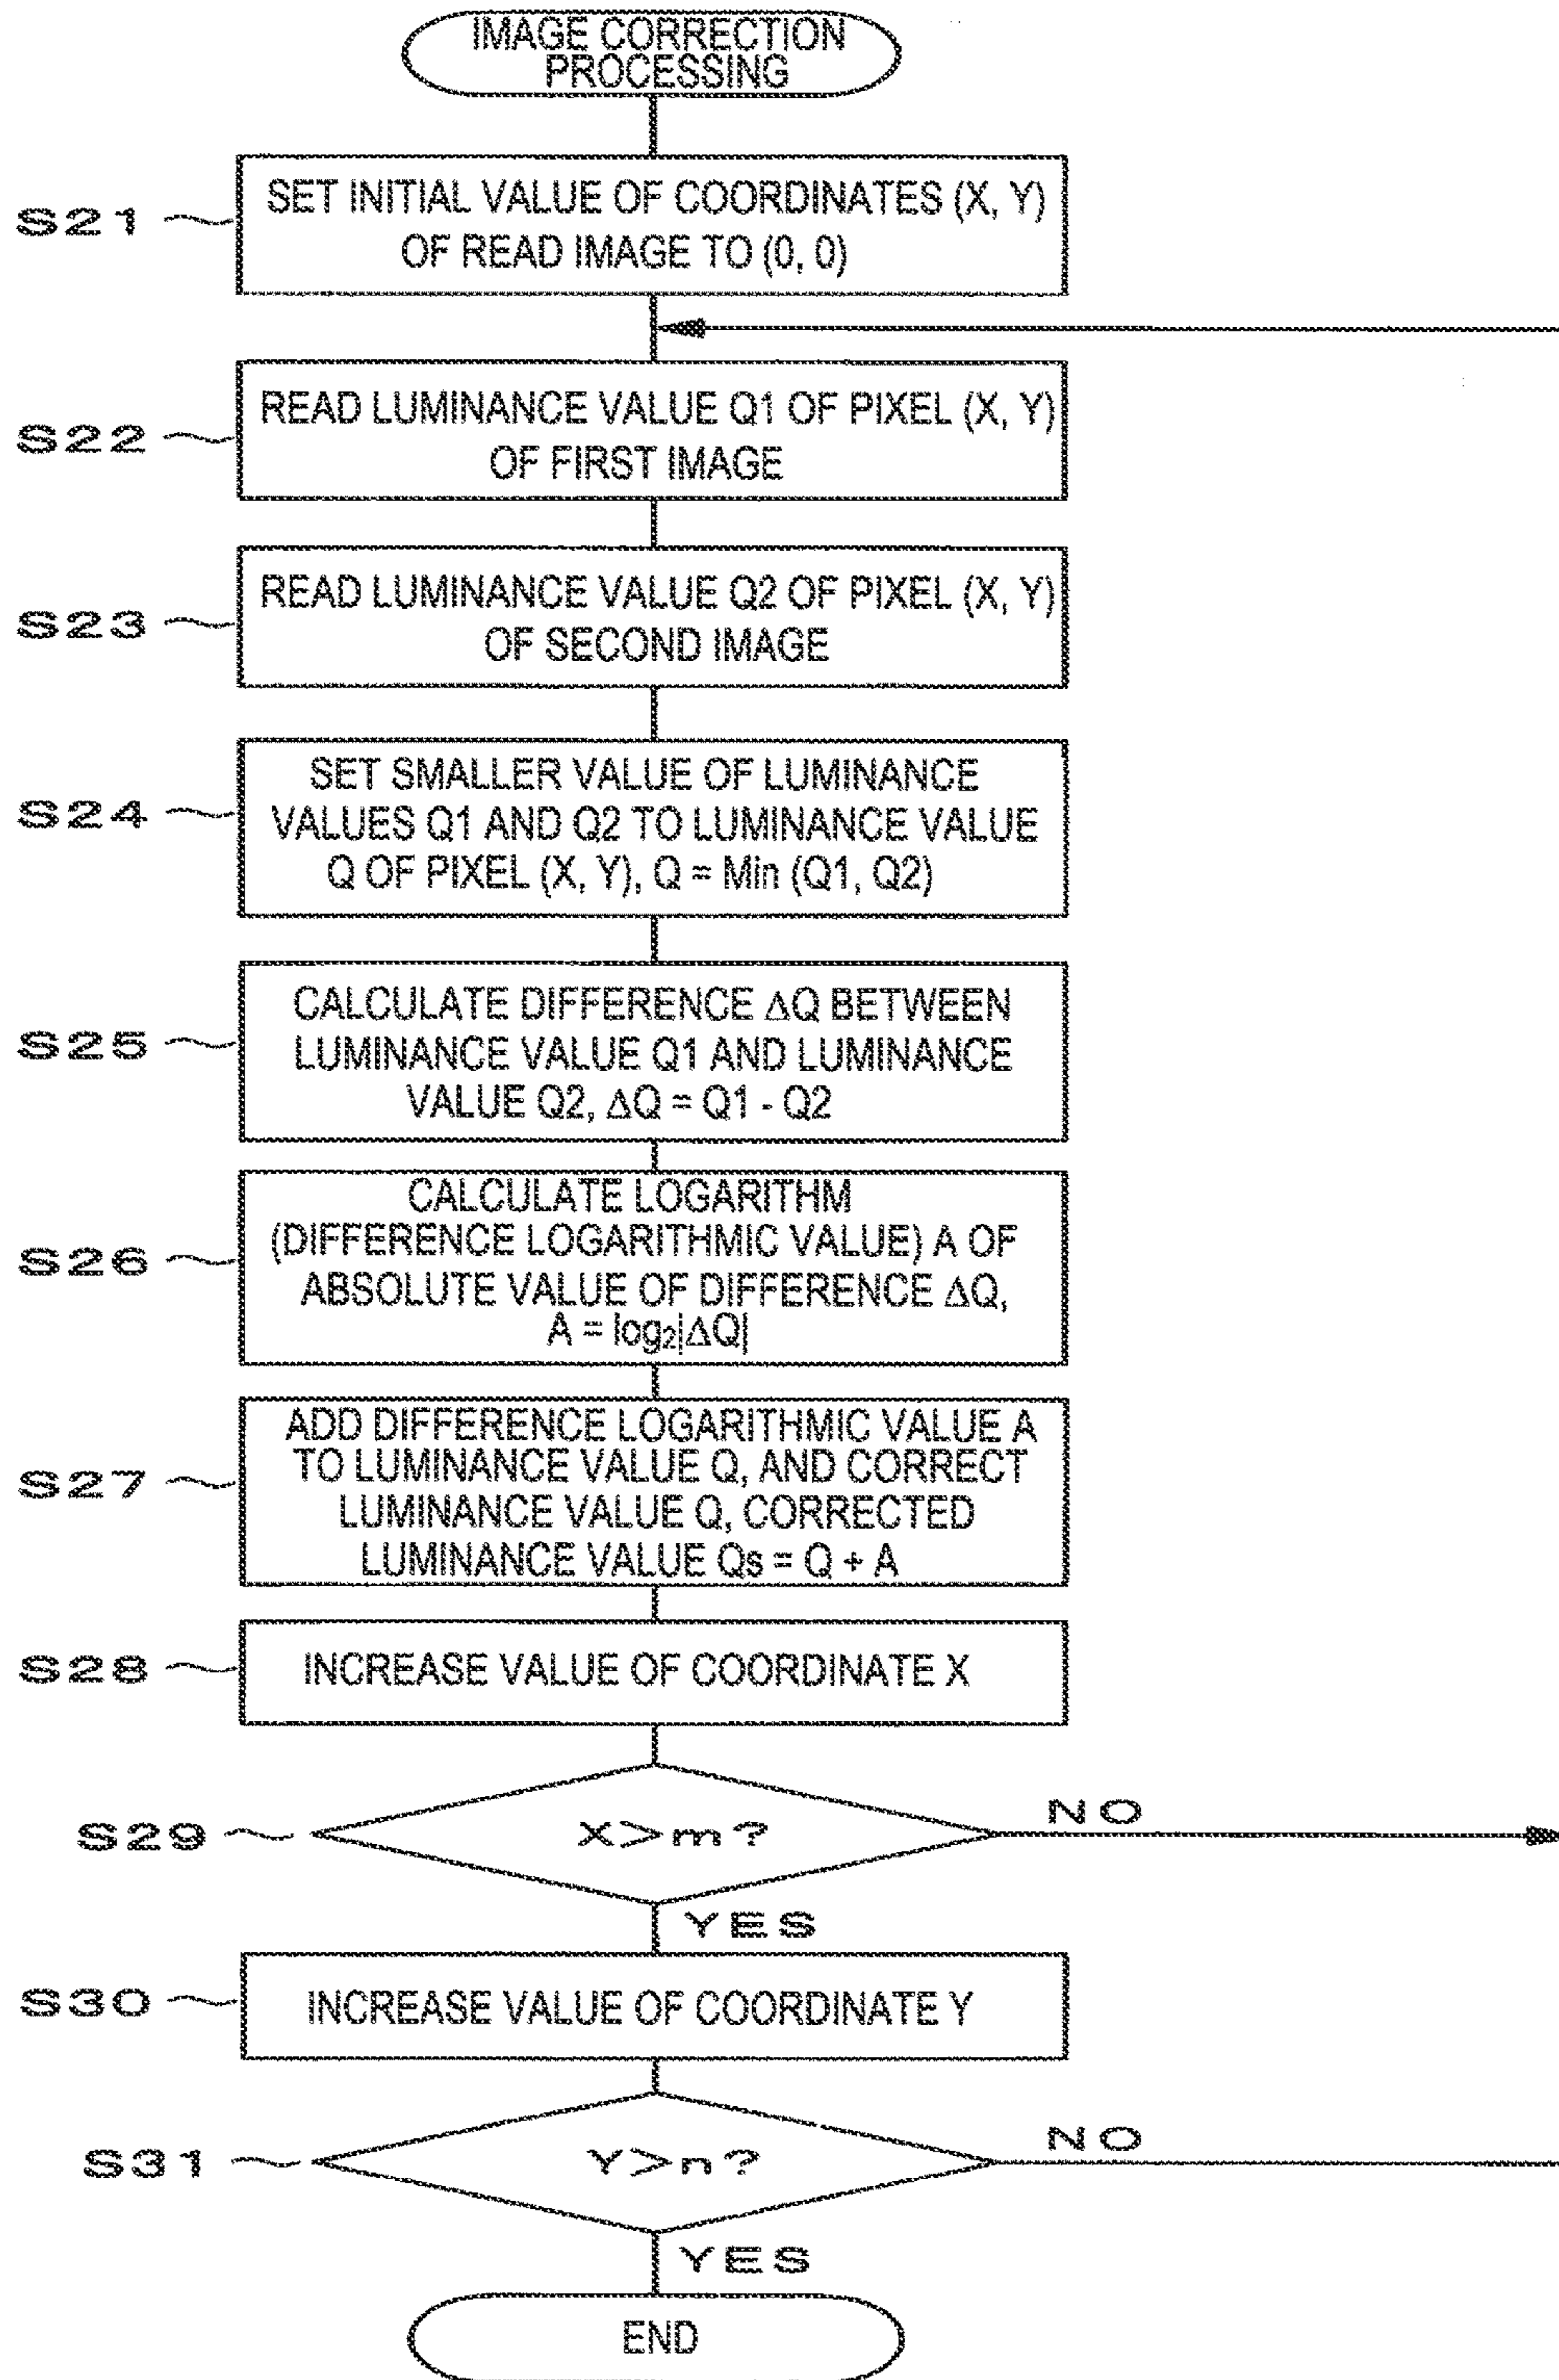 IMAGE CORRECTION
PROCESSING
S21
SET INITIAL VALUE OF COORDINATES (X, Y)
OF READ IMAGE TO (0, 0)
S22
READ LUMINANCE VALUE Q1 OF PIXEL (X, Y)
OF FIRST IMAGE
S23
READ LUMINANCE VALUE Q2 OF PIXEL (X, Y)
OF SECOND IMAGE
S24
SET SMALLER VALUE OF LUMINANCE
VALUES Q1 AND Q2 TO LUMINANCE VALUE
Q OF PIXEL (X, Y), Q = Min (Q1, Q2)
S25
CALCULATE DIFFERENCE ΔQ BETWEEN
LUMINANCE VALUE Q1 AND LUMINANCE
VALUE Q2, ΔQ = Q1 - Q2
S26
CALCULATE LOGARITHM
(DIFFERENCE LOGARITHMIC VALUE) A OF
ABSOLUTE VALUE OF DIFFERENCE ΔQ,
A = log₂|ΔQ|
S27
ADD DIFFERENCE LOGARITHMIC VALUE A
TO LUMINANCE VALUE Q, AND CORRECT
LUMINANCE VALUE Q, CORRECTED
LUMINANCE VALUE Qs = Q + A
S28
INCREASE VALUE OF COORDINATE X
S29
X>m?
NO
YES
S30
INCREASE VALUE OF COORDINATE Y
S31
Y>n?
NO
YES
END